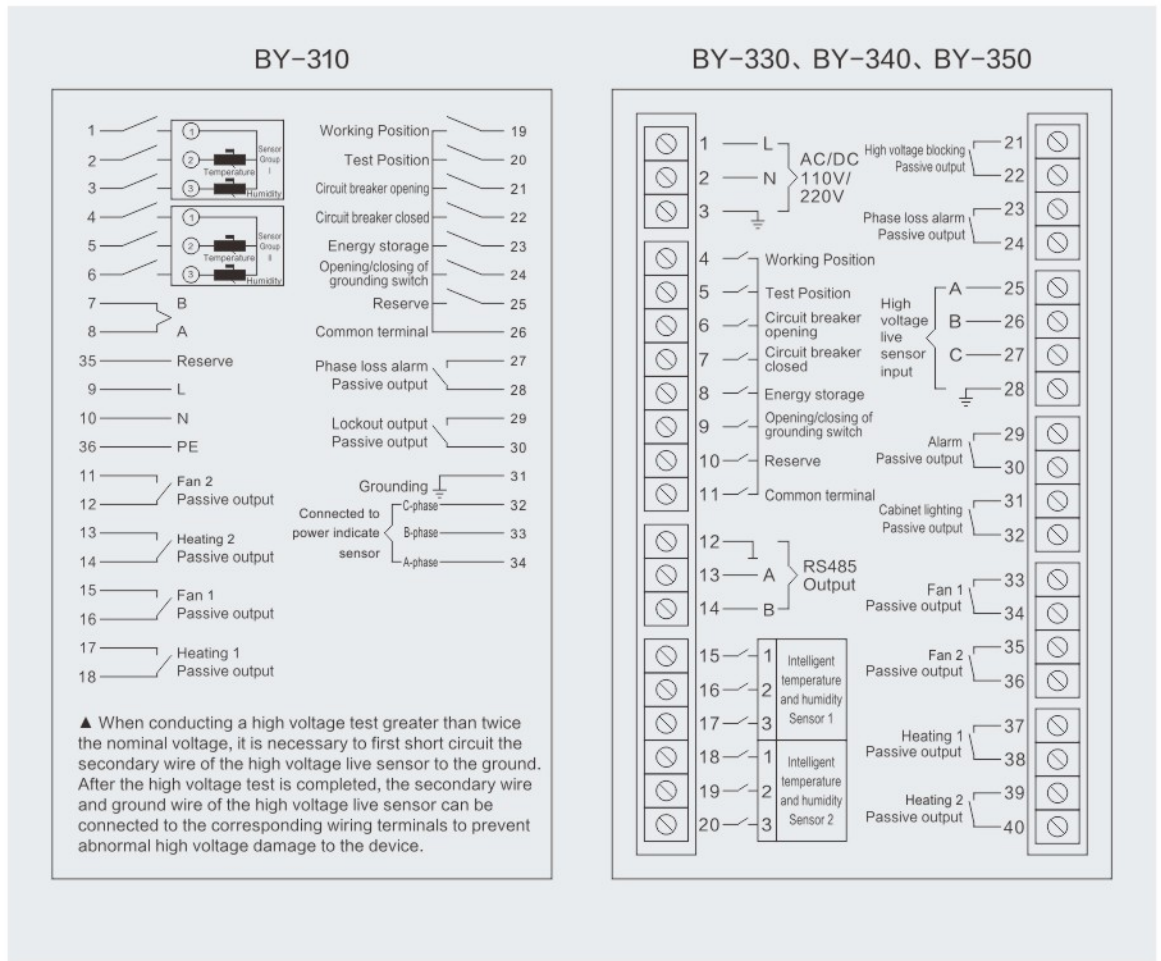 BY-310
1
2
3
4
5
6
7
8
35
9
10
36
11
12
13
14
15
16
17
18
1
2
Temperature
3
Humidity
Sensor
Group
I
1
2
Temperature
3
Humidity
Sensor
Group
II
B
A
Reserve
L
N
PE
Fan 2
Passive output
Heating 2
Passive output
Fan 1
Passive output
Heating 1
Passive output
Working Position
19
Test Position
20
Circuit breaker opening
21
Circuit breaker closed
22
Energy storage
23
Opening/closing of
grounding switch
24
Reserve
25
Common terminal
26
Phase loss alarm
Passive output
27
28
Lockout output
Passive output
29
30
Grounding
31
Connected to
power indicate
sensor
C-phase
32
B-phase
33
A-phase
34
▲ When conducting a high voltage test greater than twice
the nominal voltage, it is necessary to first short circuit the
secondary wire of the high voltage live sensor to the ground.
After the high voltage test is completed, the secondary wire
and ground wire of the high voltage live sensor can be
connected to the corresponding wiring terminals to prevent
abnormal high voltage damage to the device.
BY-330、BY-340、BY-350
1
L
2
N
3
AC/DC
110V/
220V
4
Working Position
5
Test Position
6
Circuit breaker
opening
7
Circuit breaker
closed
8
Energy storage
9
Opening/closing of
grounding switch
10
Reserve
11
Common terminal
12
13
A
14
B
RS485
Output
15
1
16
2
17
3
Intelligent
temperature
and humidity
Sensor 1
18
1
19
2
20
3
Intelligent
temperature
and humidity
Sensor 2
High voltage blocking
Passive output
21
22
Phase loss alarm
Passive output
23
24
High
voltage
live
sensor
input
A
25
B
26
C
27
28
Alarm
Passive output
29
30
Cabinet lighting
Passive output
31
32
Fan 1
Passive output
33
34
Fan 2
Passive output
35
36
Heating 1
Passive output
37
38
Heating 2
Passive output
39
40